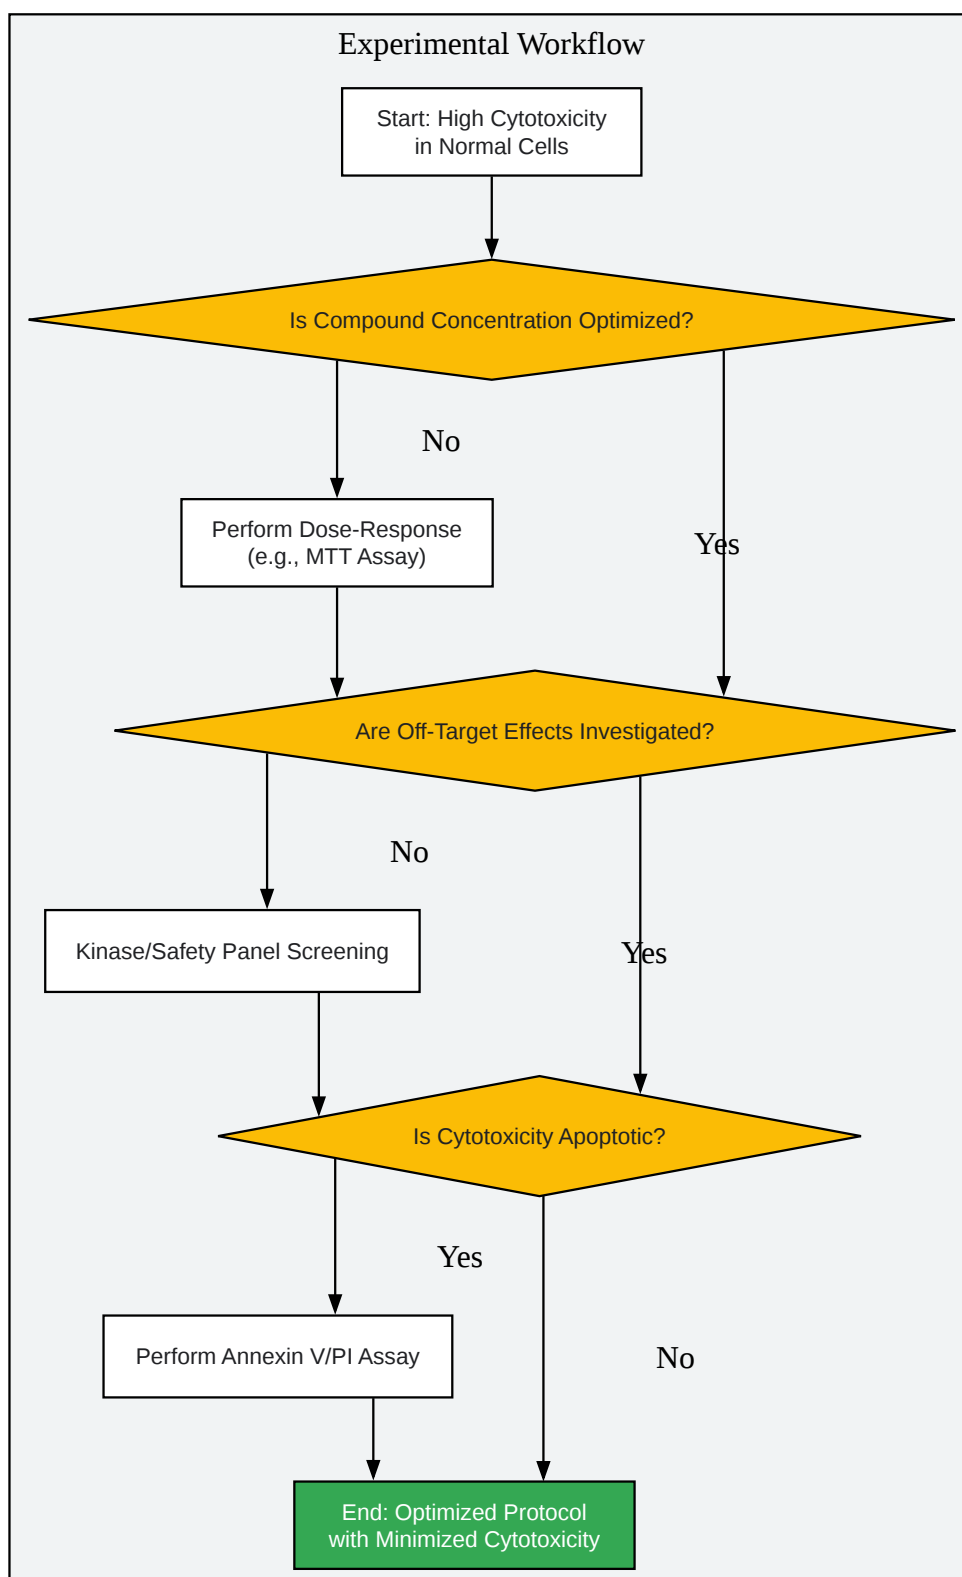 Experimental Workflow
Start: High Cytotoxicity
in Normal Cells
Is Compound Concentration Optimized?
No
Perform Dose-Response
(e.g., MTT Assay)
Yes
Are Off-Target Effects Investigated?
No
Kinase/Safety Panel Screening
Yes
Is Cytotoxicity Apoptotic?
Yes
Perform Annexin V/PI Assay
No
End: Optimized Protocol
with Minimized Cytotoxicity